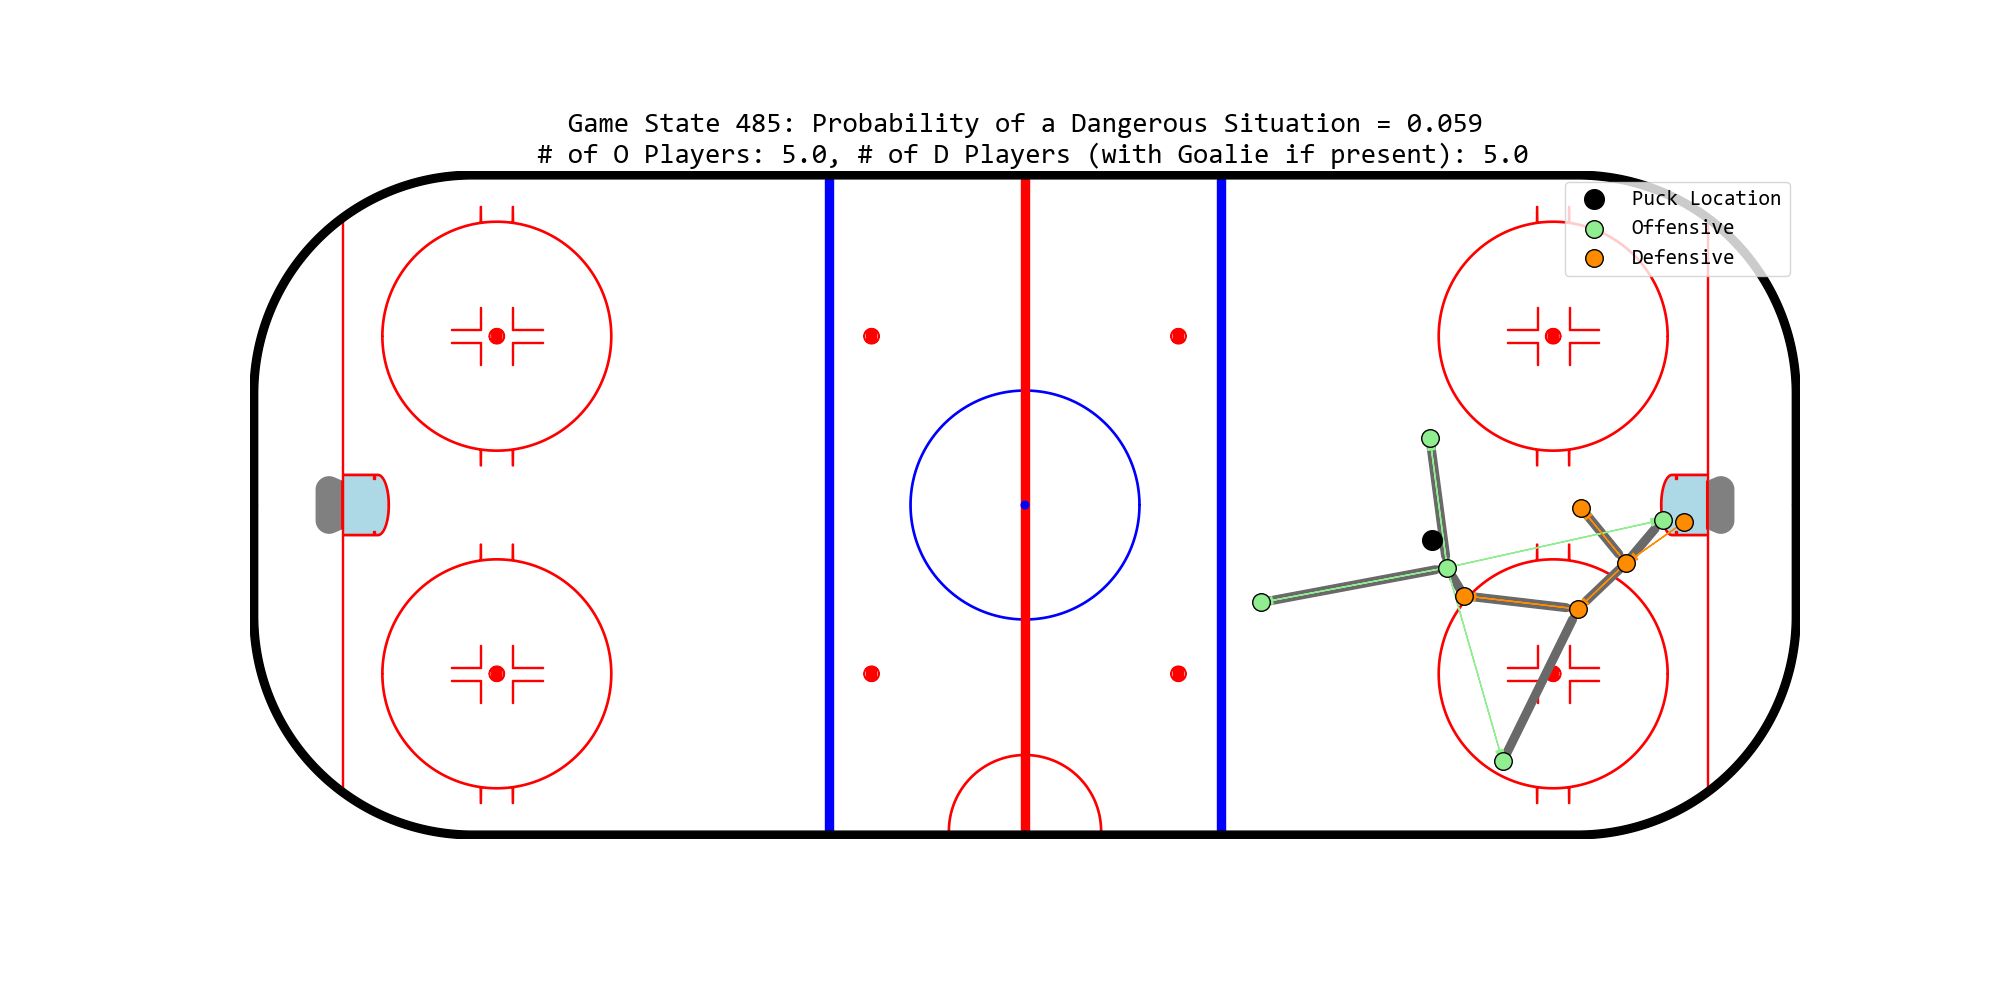 Game State 485: Probability of a Dangerous Situation = 0.059
# of O Players: 5.0, # of D Players (with Goalie if present): 5.0
Puck Location
Offensive
Defensive